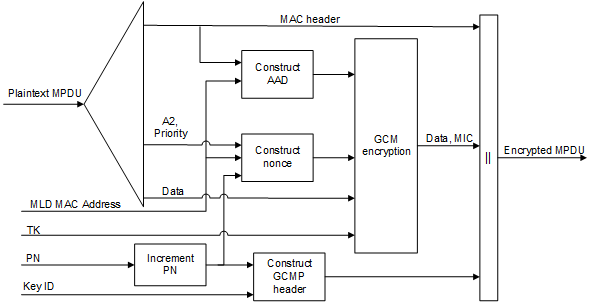 MAC header
Plaintext MPDU
Construct
AAD
A2,
Priority
Construct
nonce
GCM
encryption
Data, MIC
||
Encrypted MPDU
Data
MLD MAC Address
TK
PN
Increment
PN
Construct
GCMP
header
Key ID